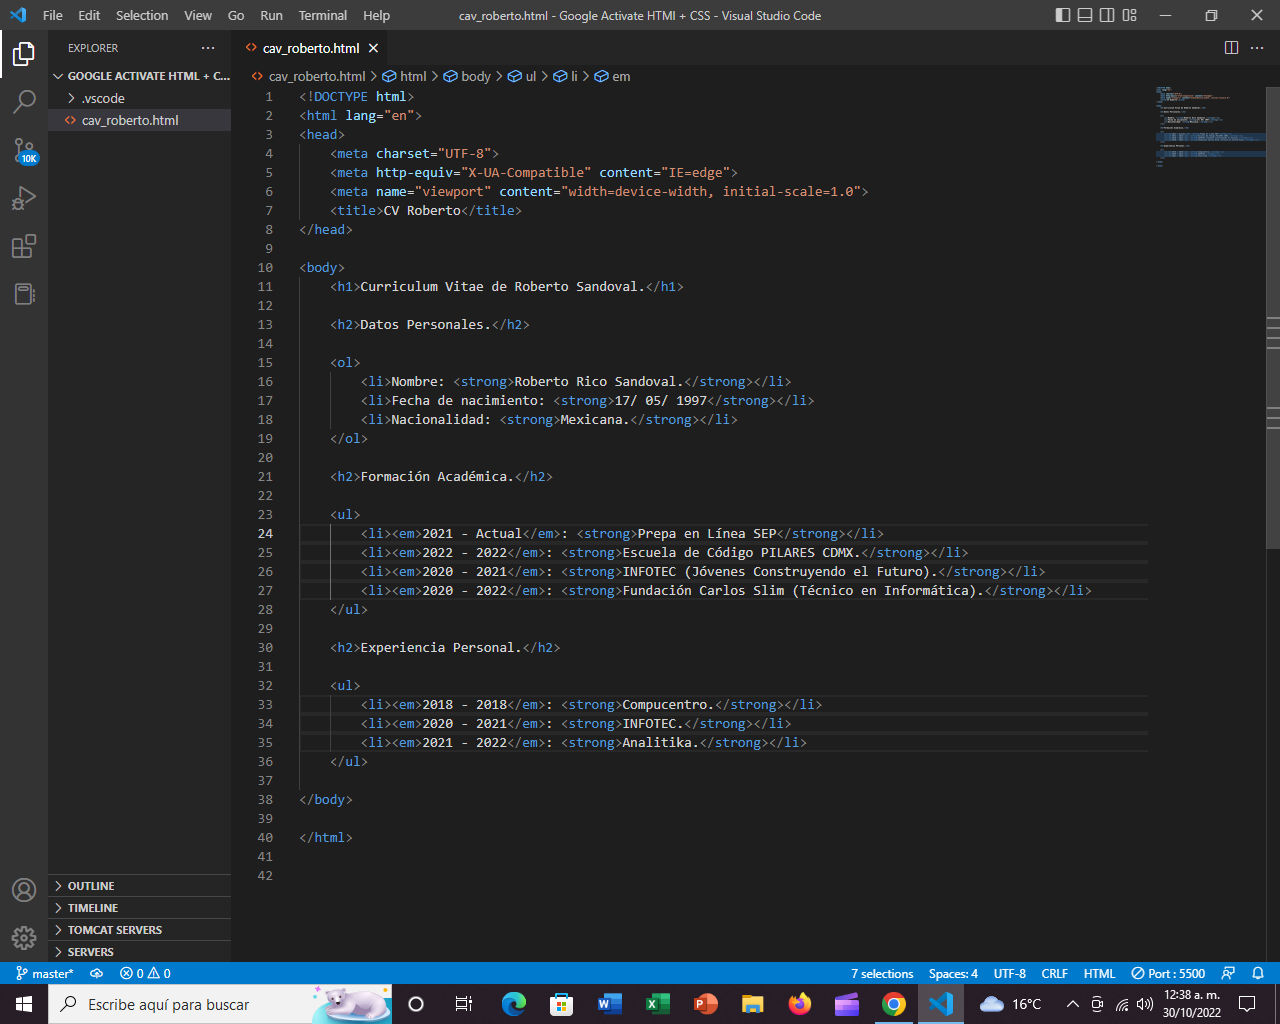 File Edit Selection View Go Run Terminal Help cav_roberto.html - Google Activate HTMl + CSS - Visual Studio Code
EXPLORER
GOOGLE ACTIVATE HTML + C...
.vscode
cav_roberto.html
10K
OUTLINE
TIMELINE
TOMCAT SERVERS
SERVERS
cav_roberto.html
cav_roberto.html > html > body > ul > li > em
1 <!DOCTYPE html>
2 <html lang="en">
3 <head>
4 <meta charset="UTF-8">
5 <meta http-equiv="X-UA-Compatible" content="IE=edge">
6 <meta name="viewport" content="width=device-width, initial-scale=1.0">
7 <title>CV Roberto</title>
8 </head>
9
10 <body>
11 <h1>Curriculum Vitae de Roberto Sandoval.</h1>
12
13 <h2>Datos Personales.</h2>
14
15 <ol>
16 <li>Nombre: <strong>Roberto Rico Sandoval.</strong></li>
17 <li>Fecha de nacimiento: <strong>17/ 05/ 1997</strong></li>
18 <li>Nacionalidad: <strong>Mexicana.</strong></li>
19 </ol>
20
21 <h2>Formación Académica.</h2>
22
23 <ul>
24 <li><em>2021 - Actual</em>: <strong>Prepa en Línea SEP</strong></li>
25 <li><em>2022 - 2022</em>: <strong>Escuela de Código PILARES CDMX.</strong></li>
26 <li><em>2020 - 2021</em>: <strong>INFOTEC (Jóvenes Construyendo el Futuro).</strong></li>
27 <li><em>2020 - 2022</em>: <strong>Fundación Carlos Slim (Técnico en Informática).</strong></li>
28 </ul>
29
30 <h2>Experiencia Personal.</h2>
31
32 <ul>
33 <li><em>2018 - 2018</em>: <strong>Compucentro.</strong></li>
34 <li><em>2020 - 2021</em>: <strong>INFOTEC.</strong></li>
35 <li><em>2021 - 2022</em>: <strong>Analitika.</strong></li>
36 </ul>
37
38 </body>
39
40 </html>
41
42
master* 0 0 7 selections Spaces: 4 UTF-8 CRLF HTML Port : 5500
Escribe aquí para buscar
16°C
12:38 a. m.
30/10/2022